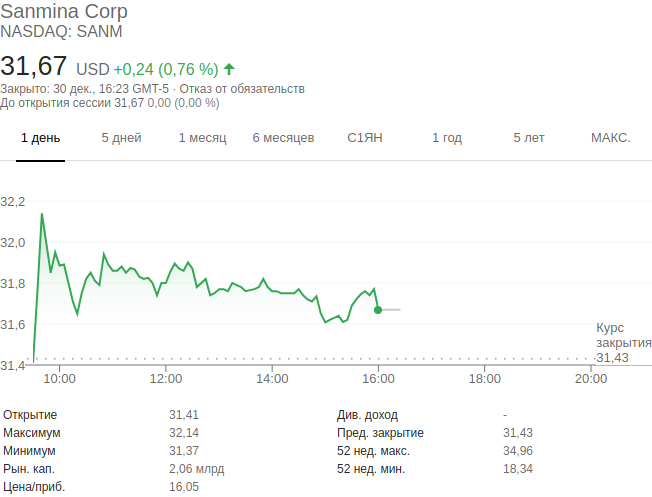 Sanmina Corp
NASDAQ: SANM
31,67 USD +0,24 (0,76 %)
Закрыто: 30 дек., 16:23 GMT-5 · Отказ от обязательств
До открытия сессии 31,67 0,00 (0,00 %)
1 день 5 дней 1 месяц 6 месяцев С1ЯН 1 год 5 лет МАКС.
32,2
32,0
31,8
31,6
Курс
закрытия
31,43
31,4
10:00 12:00 14:00 16:00 18:00 20:00
Открытие 31,41 Див. доход -
Максимум 32,14 Пред. закрытие 31,43
Минимум 31,37 52 нед. макс. 34,96
Рын. кап. 2,06 млрд 52 нед. мин. 18,34
Цена/приб. 16,05